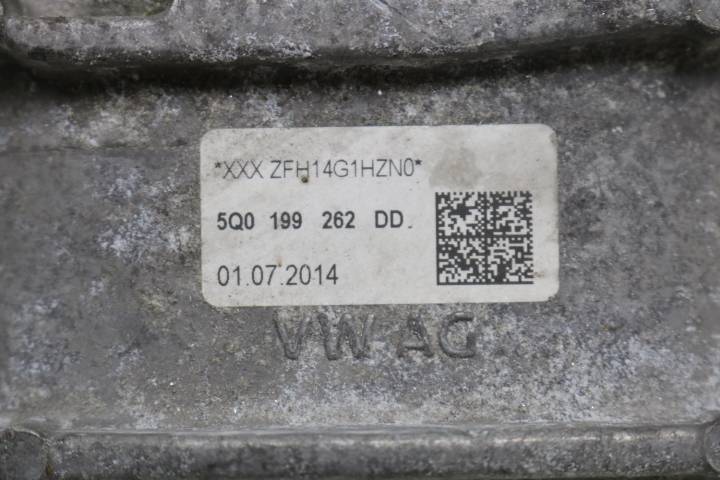 *XXX ZFH14G1HZN0*
5Q0 199 262 DD.
01.07.2014
VW AG